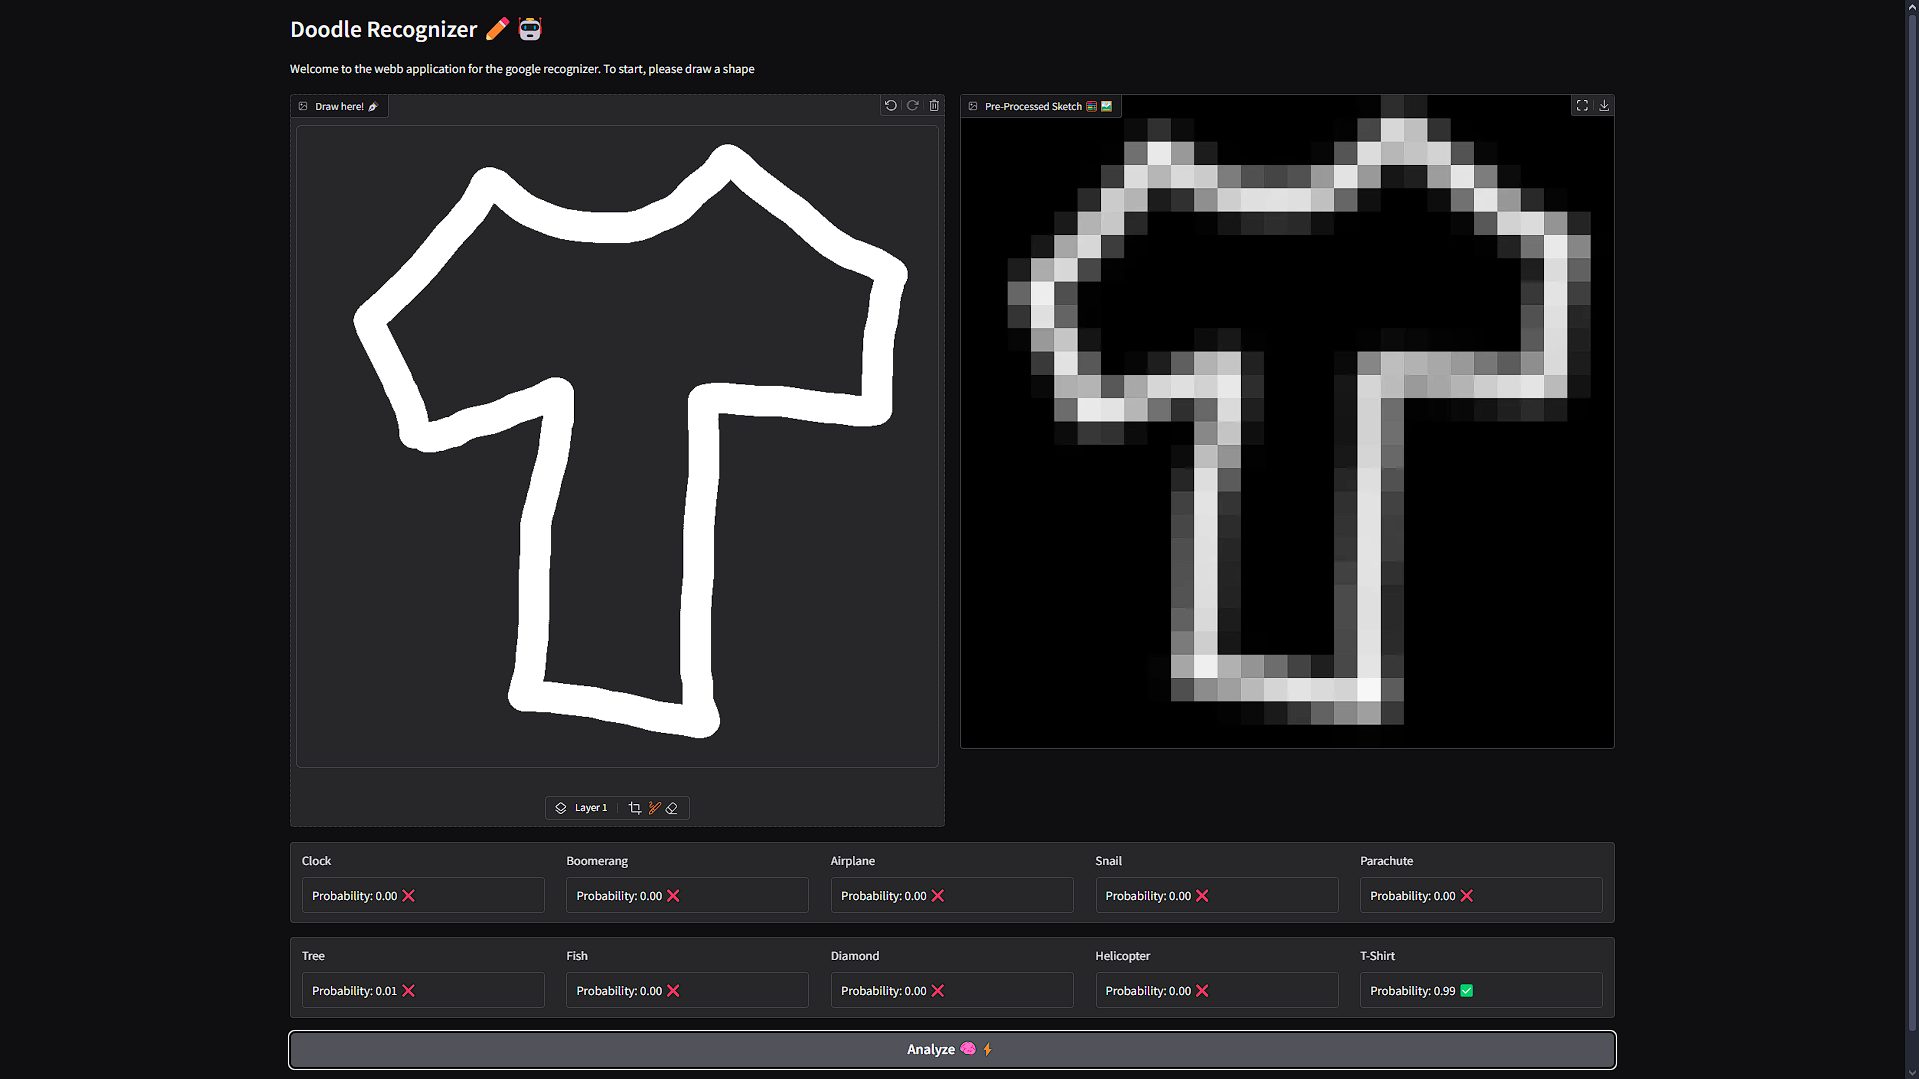 Doodle Recognizer ✏️ 🤖
Welcome to the webb application for the google recognizer. To start, please draw a shape
Draw here!
Pre-Processed Sketch
Layer 1
Clock
Boomerang
Airplane
Snail
Parachute
Probability: 0.00 ❌
Probability: 0.00 ❌
Probability: 0.00 ❌
Probability: 0.00 ❌
Probability: 0.00 ❌
Tree
Fish
Diamond
Helicopter
T-Shirt
Probability: 0.01 ❌
Probability: 0.00 ❌
Probability: 0.00 ❌
Probability: 0.00 ❌
Probability: 0.99 ✅
Analyze 🧠⚡